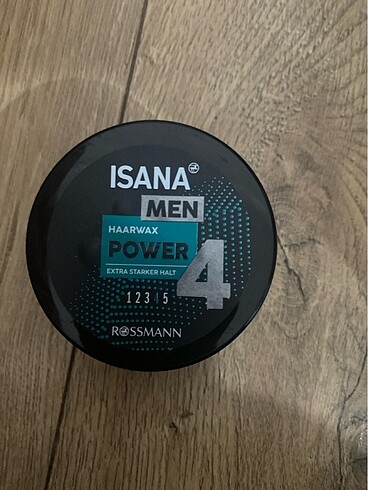 ISANA
MEN
HAARWAX
POWER
EXTRA STARKER HALT
4
1 2 3 5
ROSSMANN